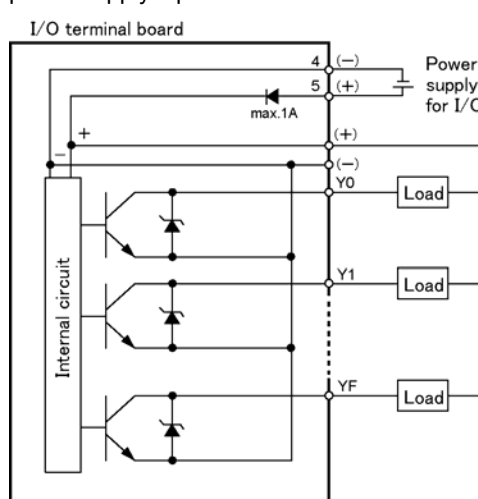 I/O terminal board
4 (−)
5 (+)
max.1A
Power
supply
for I/O
+
(+)
−
(−)
Y0
Load
Internal circuit
Y1
Load
YF
Load